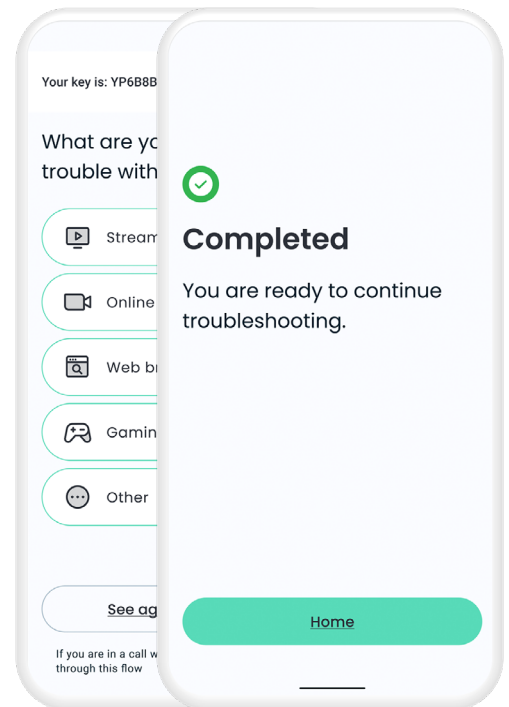 Your key is: YP6B8B
What are yo
trouble with
Stream
Online
Web br
Gamin
Other
See ag
If you are in a call w
through this flow
Completed
You are ready to continue
troubleshooting.
Home